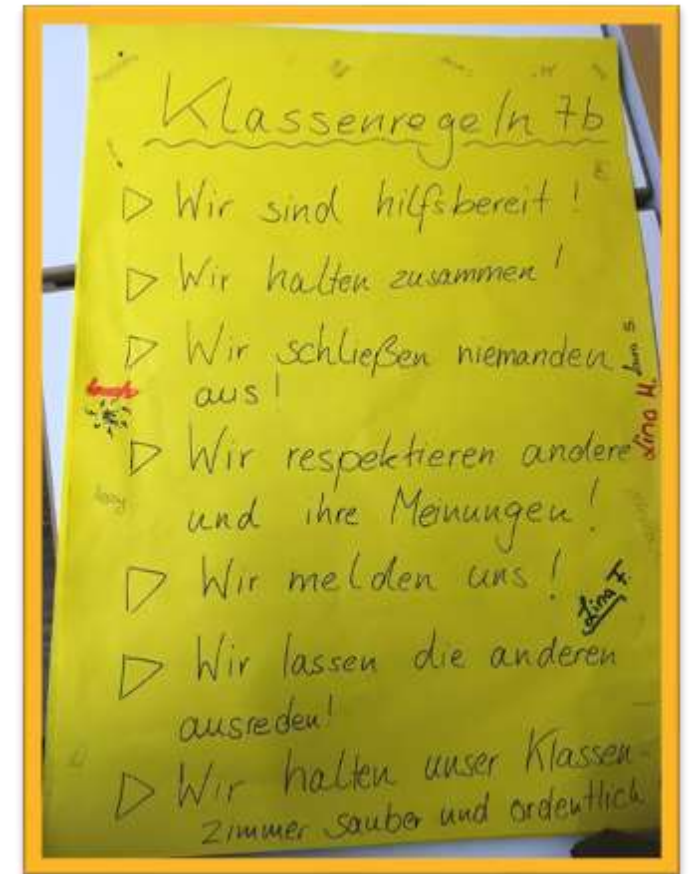 Klassenregeln 7b
▷ Wir sind hilfsbereit!
▷ Wir halten zusammen!
▷ Wir schließen niemanden
aus!
▷ Wir respektieren andere
und ihre Meinungen!
▷ Wir melden uns!
▷ Wir lassen die anderen
ausreden!
▷ Wir halten unser Klassen-
zimmer sauber und ordentlich!
Lina H.
Lina F.